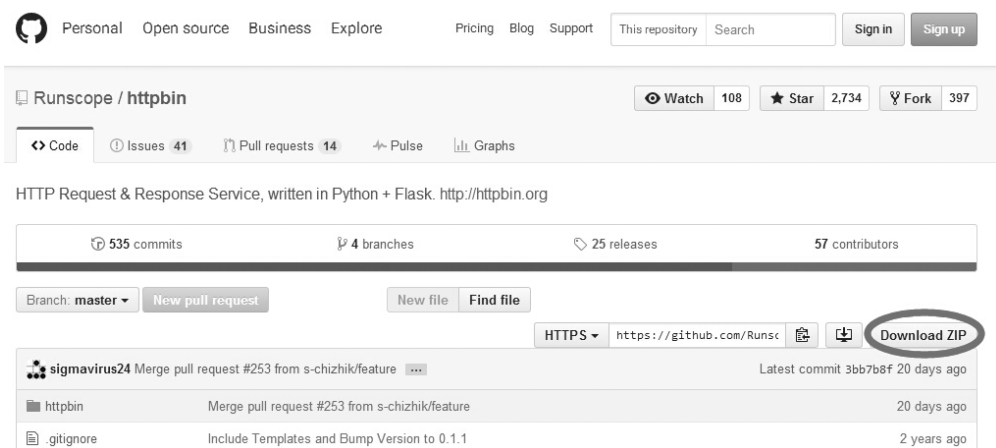 Personal Open source Business Explore Pricing Blog Support This repository Search Sign in Sign up
Runscope / httpbin Watch 108 Star 2,734 Fork 397
Code Issues 41 Pull requests 14 Pulse Graphs
HTTP Request & Response Service, written in Python + Flask. http://httpbin.org
535 commits 4 branches 25 releases 57 contributors
Branch: master New pull request New file Find file
HTTPS https://github.com/Runsc Download ZIP
sigmavirus24 Merge pull request #253 from s-chizhik/feature ... Latest commit 3bb7b8f 20 days ago
httpbin Merge pull request #253 from s-chizhik/feature 20 days ago
.gitignore Include Templates and Bump Version to 0.1.1 2 years ago